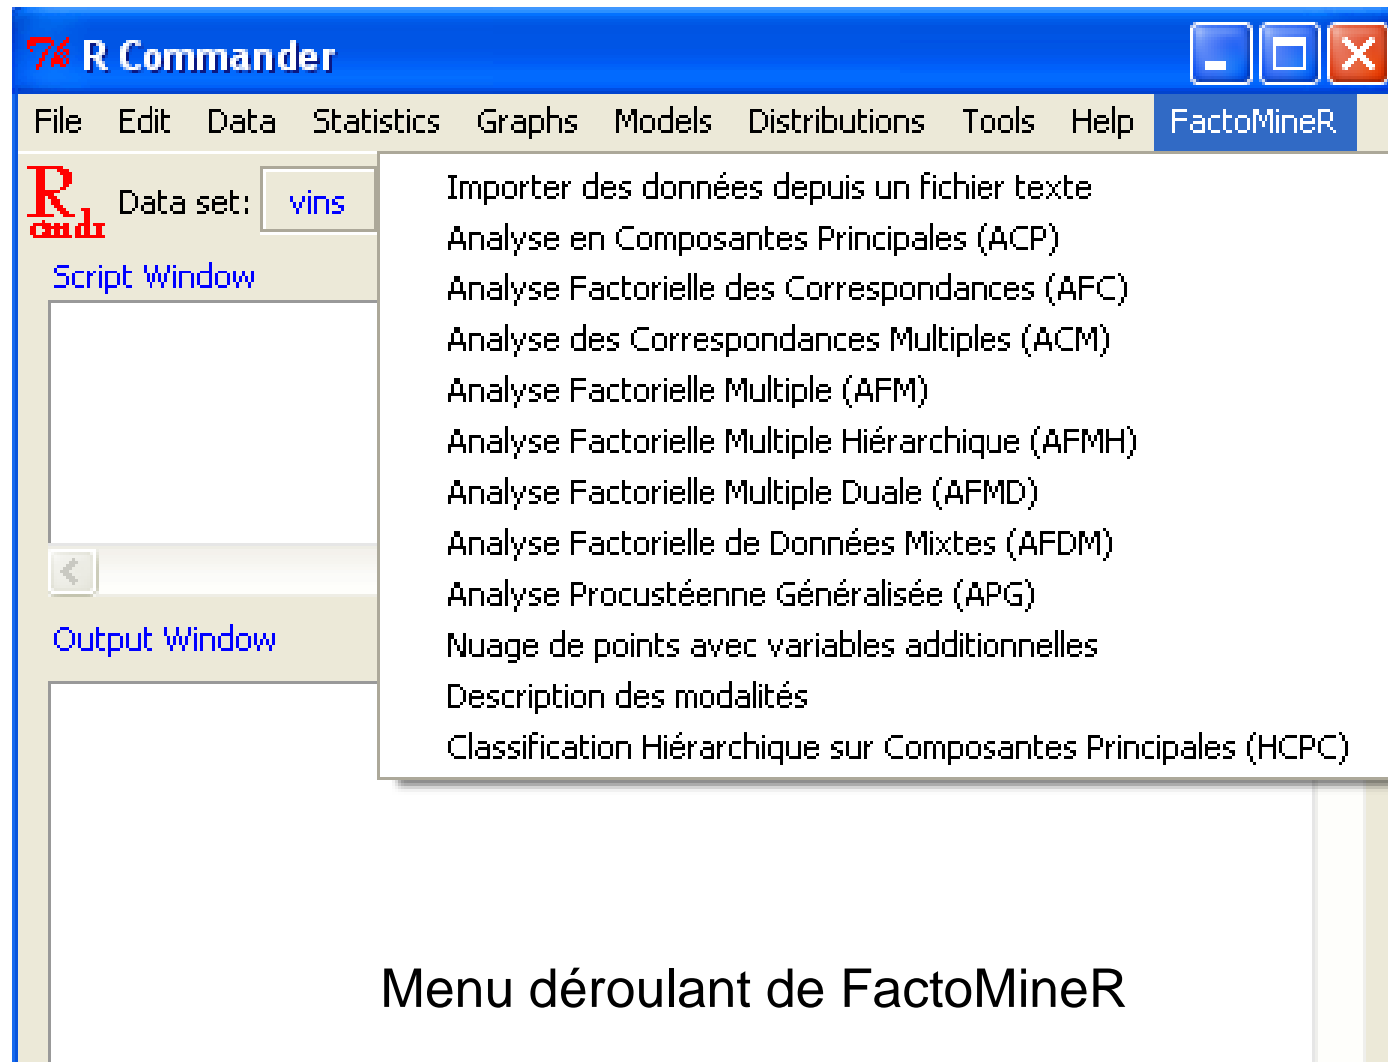 7k R Commander
File Edit Data Statistics Graphs Models Distributions Tools Help FactoMineR
R cmdr Data set: vins
Script Window
Importer des données depuis un fichier texte
Analyse en Composantes Principales (ACP)
Analyse Factorielle des Correspondances (AFC)
Analyse des Correspondances Multiples (ACM)
Analyse Factorielle Multiple (AFM)
Analyse Factorielle Multiple Hiérarchique (AFMH)
Analyse Factorielle Multiple Duale (AFMD)
Analyse Factorielle de Données Mixtes (AFDM)
Analyse Procustéenne Généralisée (APG)
Output Window
Nuage de points avec variables additionnelles
Description des modalités
Classification Hiérarchique sur Composantes Principales (HCPC)
Menu déroulant de FactoMineR